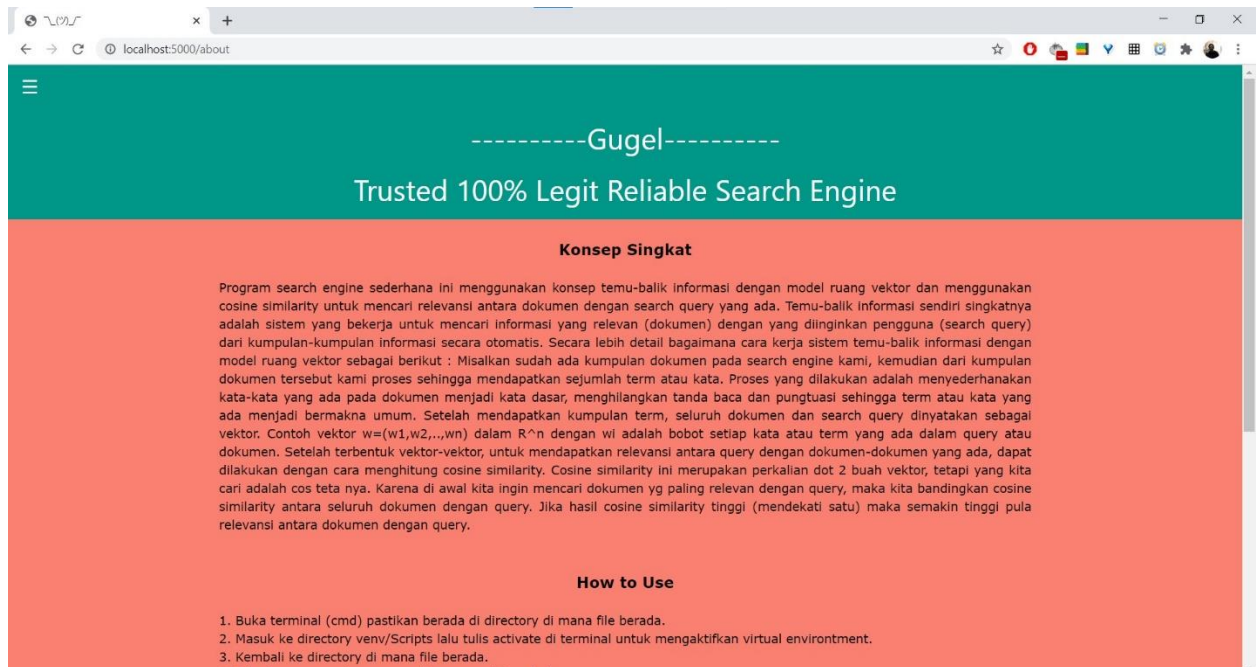 ¯\_(ツ)_/¯
localhost:5000/about
----------Gugel----------
Trusted 100% Legit Reliable Search Engine
Konsep Singkat
Program search engine sederhana ini menggunakan konsep temu-balik informasi dengan model ruang vektor dan menggunakan
cosine similarity untuk mencari relevansi antara dokumen dengan search query yang ada. Temu-balik informasi sendiri singkatnya
adalah sistem yang bekerja untuk mencari informasi yang relevan (dokumen) dengan yang diinginkan pengguna (search query)
dari kumpulan-kumpulan informasi secara otomatis. Secara lebih detail bagaimana cara kerja sistem temu-balik informasi dengan
model ruang vektor sebagai berikut : Misalkan sudah ada kumpulan dokumen pada search engine kami, kemudian dari kumpulan
dokumen tersebut kami proses sehingga mendapatkan sejumlah term atau kata. Proses yang dilakukan adalah menyederhanakan
kata-kata yang ada pada dokumen menjadi kata dasar, menghilangkan tanda baca dan pungtuasi sehingga term atau kata yang
ada menjadi bermakna umum. Setelah mendapatkan kumpulan term, seluruh dokumen dan search query dinyatakan sebagai
vektor. Contoh vektor w=(w1,w2,..,wn) dalam R^n dengan wi adalah bobot setiap kata atau term yang ada dalam query atau
dokumen. Setelah terbentuk vektor-vektor, untuk mendapatkan relevansi antara query dengan dokumen-dokumen yang ada, dapat
dilakukan dengan cara menghitung cosine similarity. Cosine similarity ini merupakan perkalian dot 2 buah vektor, tetapi yang kita
cari adalah cos teta nya. Karena di awal kita ingin mencari dokumen yg paling relevan dengan query, maka kita bandingkan cosine
similarity antara seluruh dokumen dengan query. Jika hasil cosine similarity tinggi (mendekati satu) maka semakin tinggi pula
relevansi antara dokumen dengan query.
How to Use
1. Buka terminal (cmd) pastikan berada di directory di mana file berada.
2. Masuk ke directory venv/Scripts lalu tulis activate di terminal untuk mengaktifkan virtual environtment.
3. Kembali ke directory di mana file berada.